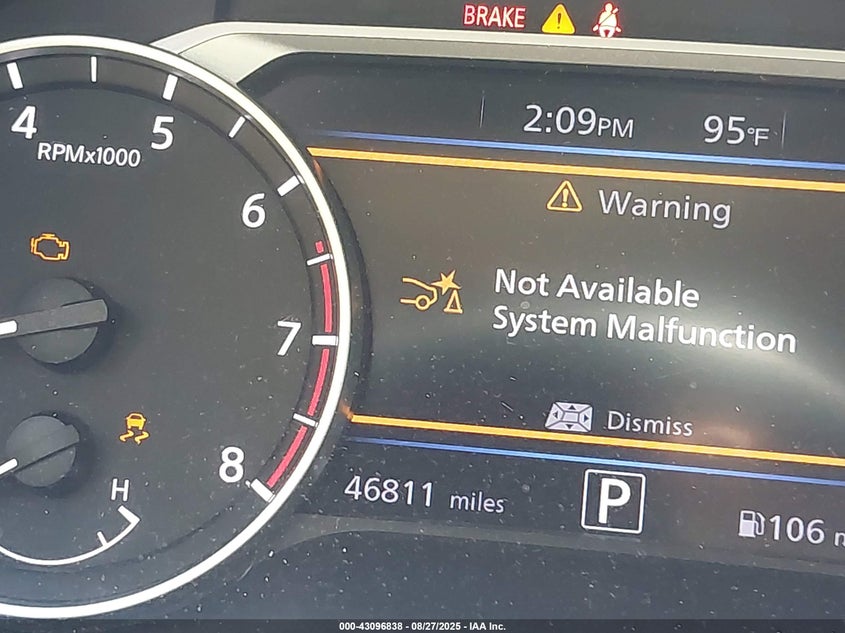 BRAKE
2:09PM 95°F
4 5
RPMx1000
Warning
6
Not Available
System Malfunction
7
Dismiss
8
H
46811 miles P 106
000-43096838 - 08/27/2025 - IAA Inc.